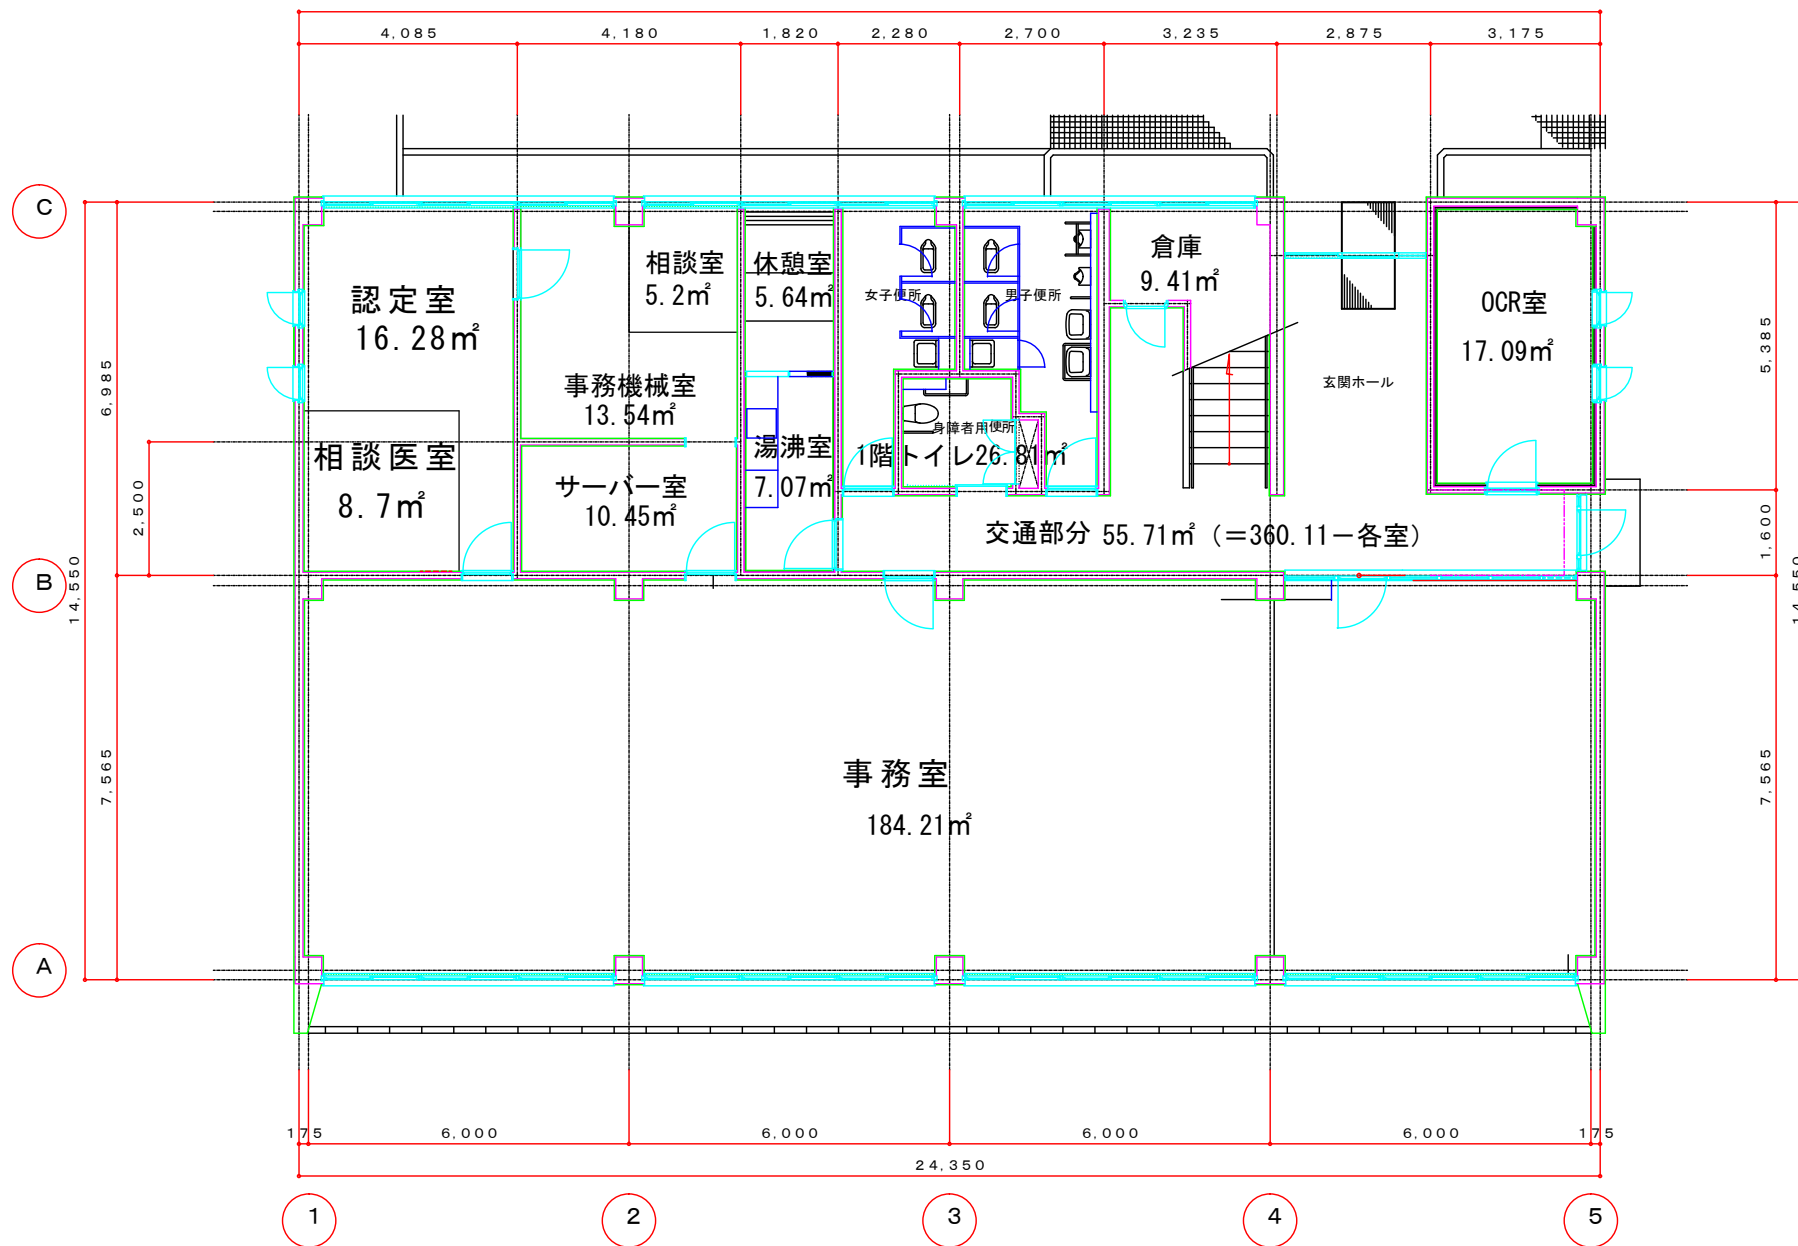 4,085
4,180
1,820
2,280
2,700
3,235
2,875
3,175
C
B
A
6,985
2,500
14,550
7,565
5,385
1,600
14,550
7,565
認定室
16.28㎡
相談医室
8.7㎡
相談室
5.2㎡
事務機械室
13.54㎡
サーバー室
10.45㎡
休憩室
5.64㎡
湯沸室
7.07㎡
女子便所
男子便所
身障者用便所
1階トイレ26.81㎡
倉庫
9.41㎡
玄関ホール
OCR室
17.09㎡
交通部分 55.71㎡（＝360.11－各室）
事務室
184.21㎡
175
6,000
6,000
6,000
6,000
175
24,350
1
2
3
4
5